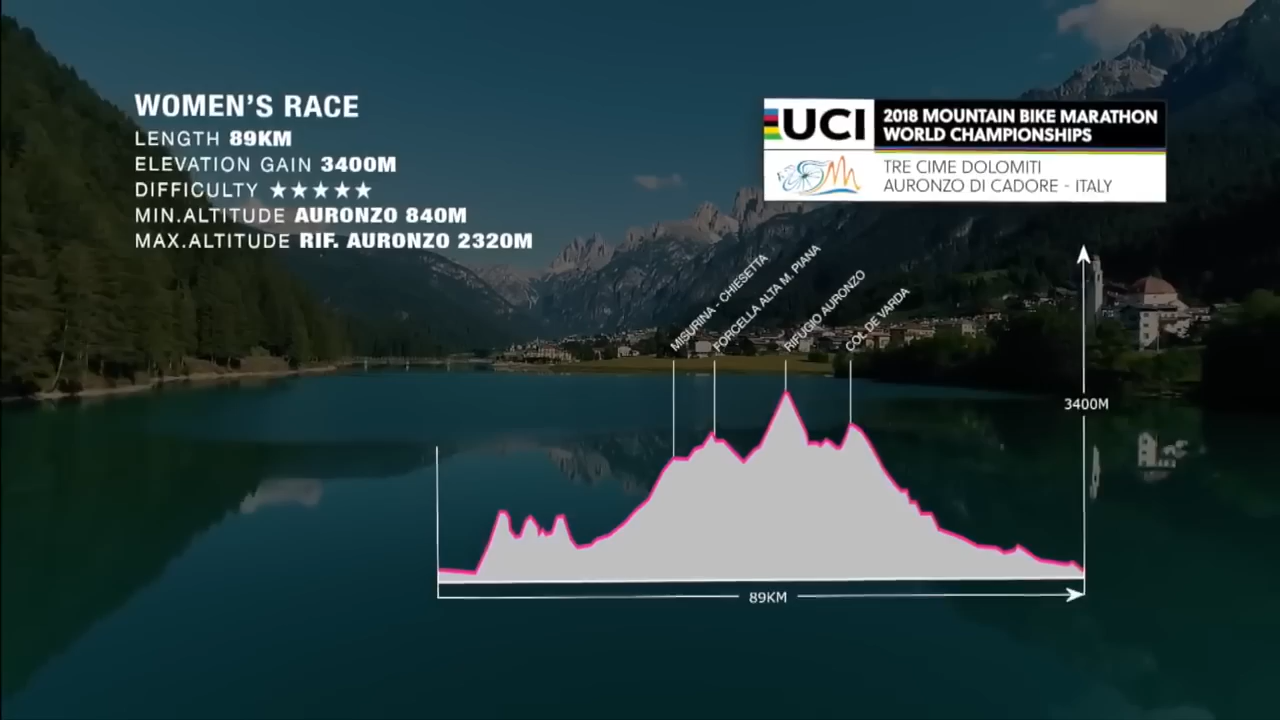 WOMEN'S RACE
LENGTH 89KM
ELEVATION GAIN 3400M
DIFFICULTY ★★★★★
MIN.ALTITUDE AURONZO 840M
MAX.ALTITUDE RIF. AURONZO 2320M
UCI
2018 MOUNTAIN BIKE MARATHON
WORLD CHAMPIONSHIPS
TRE CIME DOLOMITI
AURONZO DI CADORE - ITALY
MISURINA - CHIESETTA
FORCELLA ALTA M. PIANA
RIFUGIO AURONZO
COL DE VARDA
3400M
89KM